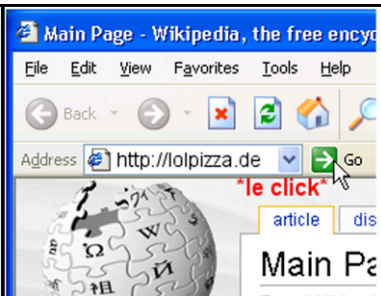 Main Page - Wikipedia, the free encyc
File Edit View Favorites Tools Help
Back
Address http://lolpizza.de Go
*le click*
article dis
Ω W И 祖
Main Pa